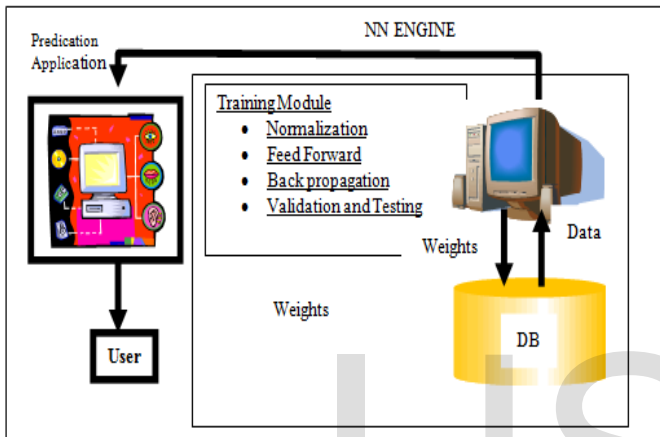 NN ENGINE
Predication
Application
Training Module
• Normalization
• Feed Forward
• Back propagation
• Validation and Testing
Weights
Data
Weights
DB
User